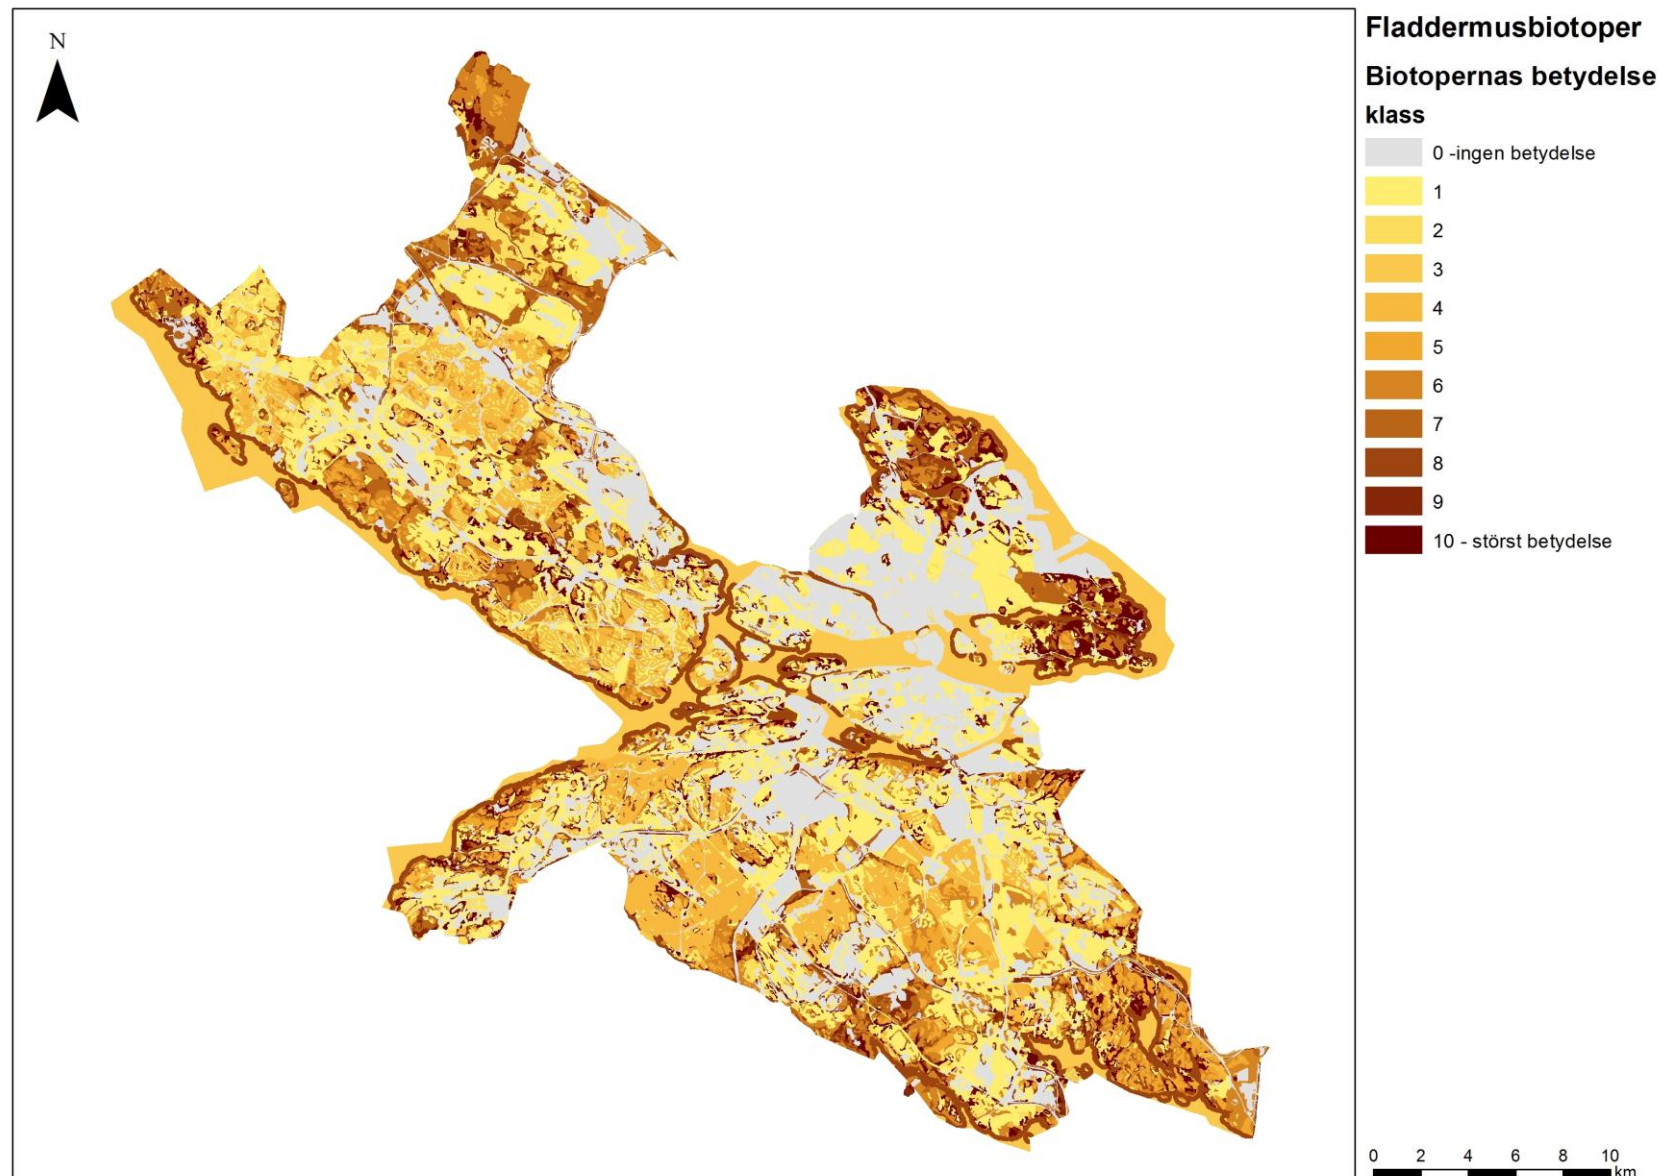 N
Fladdermusbiotoper
Biotopernas betydelse
klass
0 -ingen betydelse
1
2
3
4
5
6
7
8
9
10 - störst betydelse
0 2 4 6 8 10
km